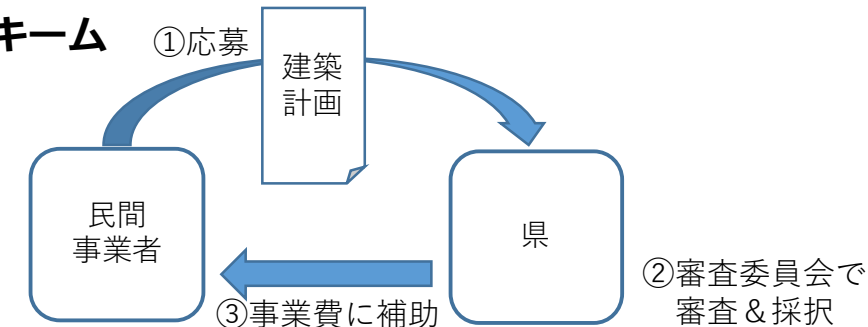 キーム
①応募
建築
計画
民間
事業者
県
②審査委員会で
審査＆採択
③事業費に補助